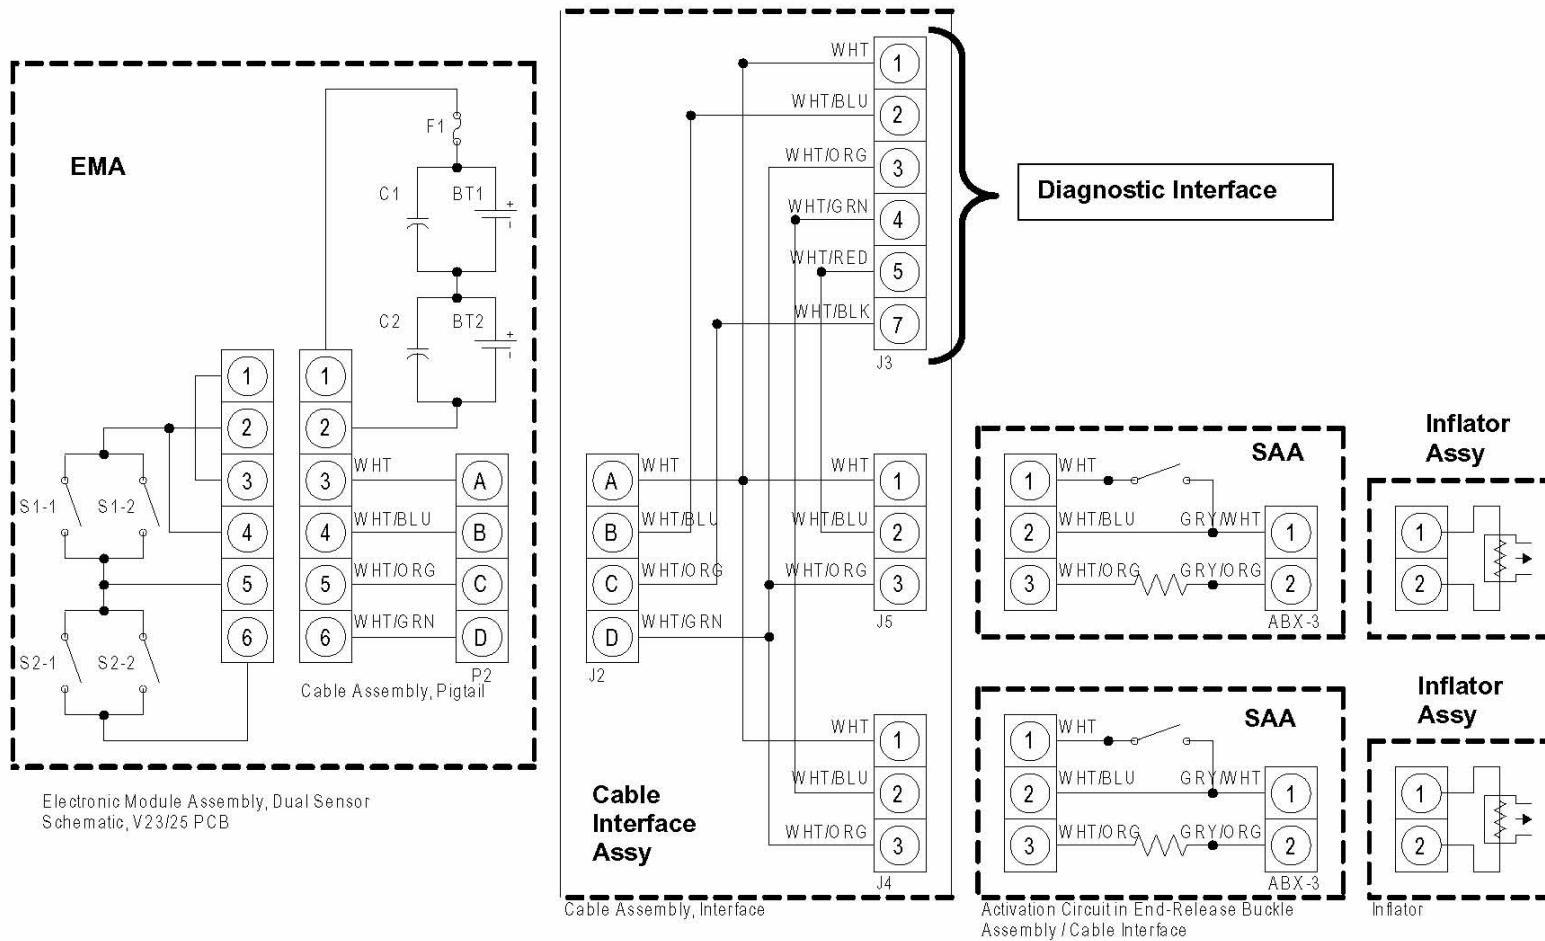 EMA
F1
C1
BT1
+
-
C2
BT2
+
-
1
2
3
4
5
6
S1-1
S1-2
S2-1
S2-2
1
2
3
4
5
6
WHT
WHT/BLU
WHT/ORG
WHT/GRN
A
B
C
D
P2
Cable Assembly, Pigtail
Electronic Module Assembly, Dual Sensor
Schematic, V23/25 PCB
WHT
WHT/BLU
WHT/ORG
WHT/GRN
WHT/RED
WHT/BLK
1
2
3
4
5
7
J3
Diagnostic Interface
A
B
C
D
J2
WHT
WHT/BLU
WHT/ORG
WHT/GRN
WHT
WHT/BLU
WHT/ORG
1
2
3
J5
WHT
WHT/BLU
WHT/ORG
1
2
3
J4
Cable
Interface
Assy
Cable Assembly, Interface
SAA
1
2
3
WHT
WHT/BLU
WHT/ORG
GRY/WHT
GRY/ORG
1
2
ABX-3
Inflator
Assy
1
2
SAA
1
2
3
WHT
WHT/BLU
WHT/ORG
GRY/WHT
GRY/ORG
1
2
ABX-3
Activation Circuit in End-Release Buckle
Assembly / Cable Interface
Inflator
Assy
1
2
Inflator